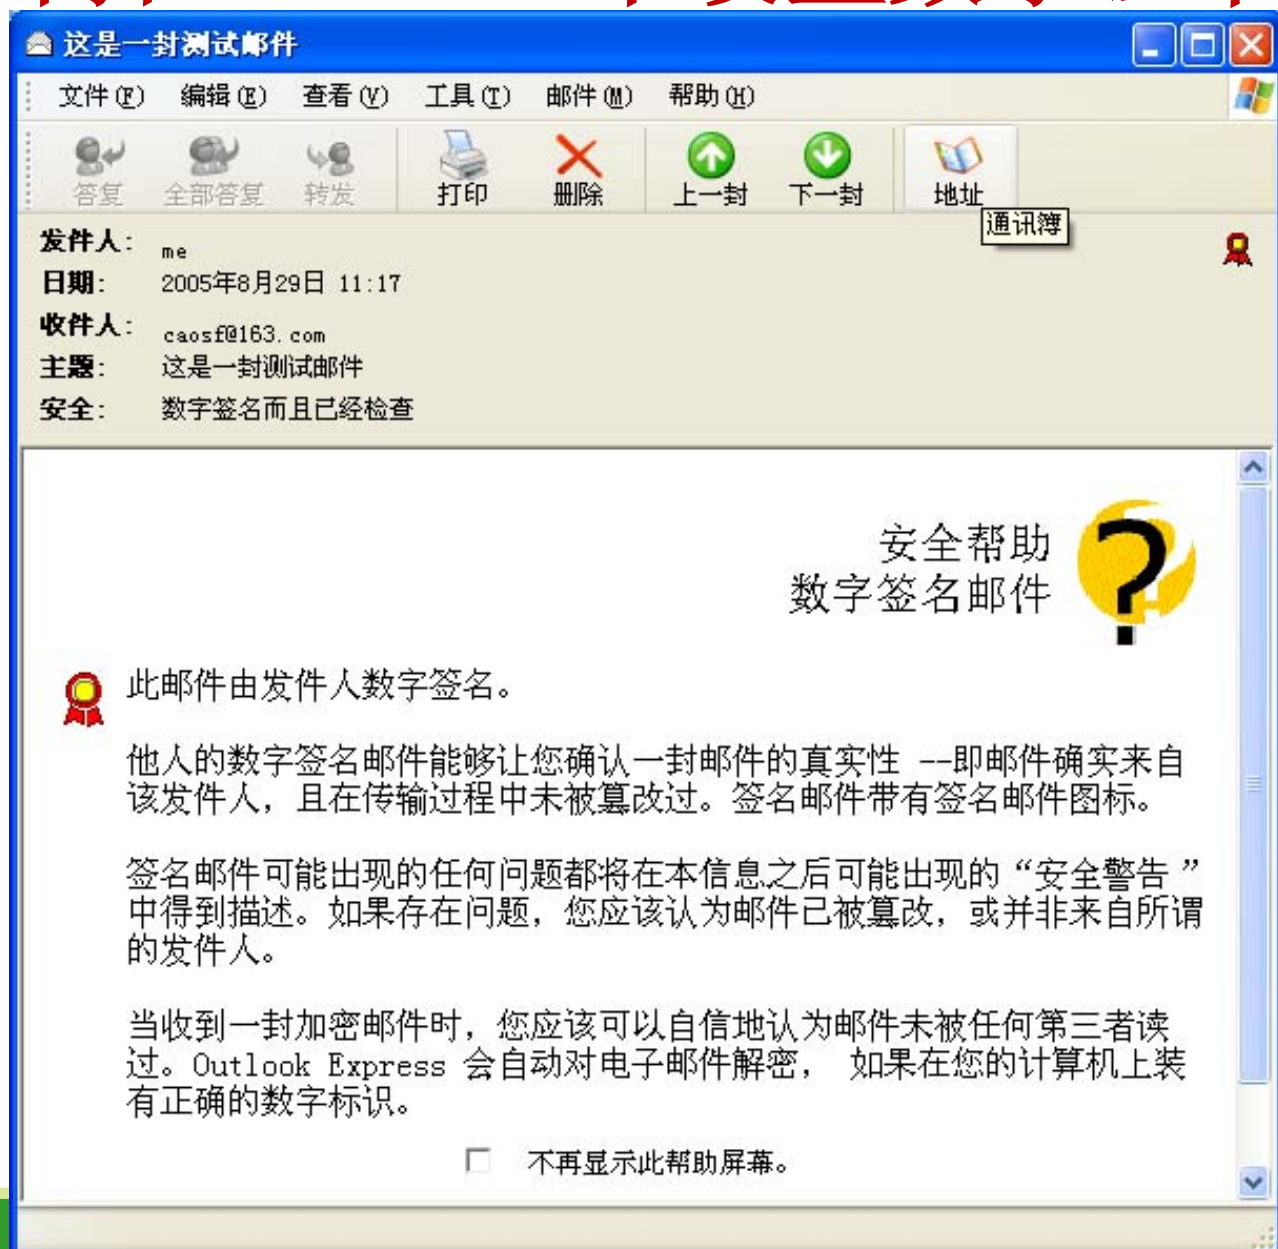 这是一封测试邮件
文件(F) 编辑(E) 查看(V) 工具(T) 邮件(M) 帮助(H)
答复 全部答复 转发 打印 删除 上一封 下一封 地址
通讯簿
发件人: me
日期: 2005年8月29日 11:17
收件人: caosf@163.com
主题: 这是一封测试邮件
安全: 数字签名而且已经检查
安全帮助
数字签名邮件
此邮件由发件人数字签名。
他人的数字签名邮件能够让您确认一封邮件的真实性 --即邮件确实来自
该发件人，且在传输过程中未被篡改过。签名邮件带有签名邮件图标。
签名邮件可能出现的任何问题都将在本信息之后可能出现的“安全警告 ”
中得到描述。如果存在问题，您应该认为邮件已被篡改，或并非来自所谓
的发件人。
当收到一封加密邮件时，您应该可以自信地认为邮件未被任何第三者读
过。Outlook Express 会自动对电子邮件解密， 如果在您的计算机上装
有正确的数字标识。
不再显示此帮助屏幕。